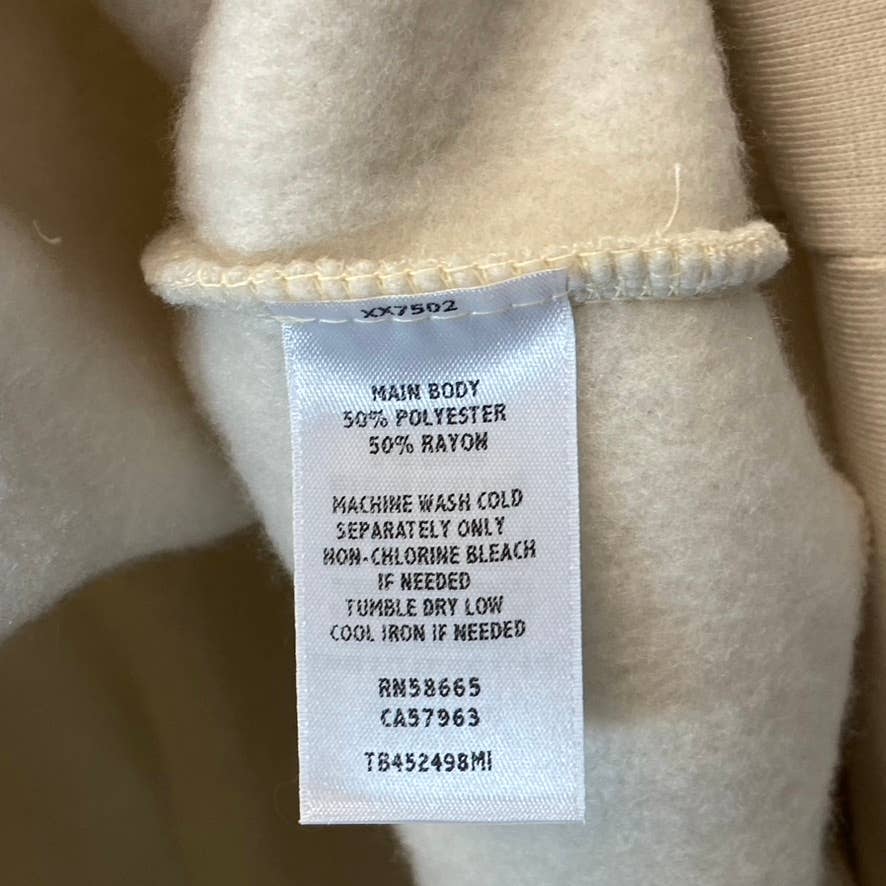 XX7502
MAIN BODY
50% POLYESTER
50% RAYON
MACHINE WASH COLD
SEPARATELY ONLY
NON-CHLORINE BLEACH
IF NEEDED
TUMBLE DRY LOW
COOL IRON IF NEEDED
RN58665
CA57963
TB452498MI